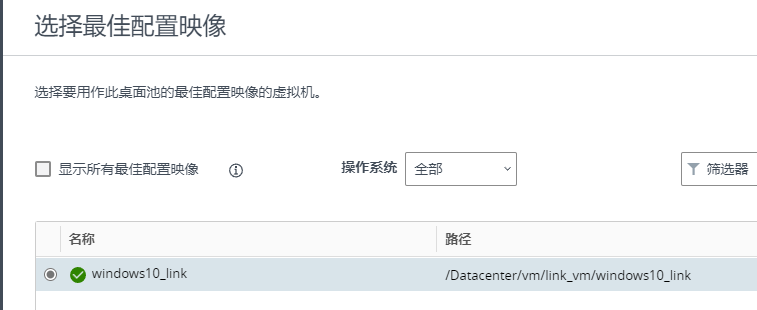 选择最佳配置映像
选择要用作此桌面池的最佳配置映像的虚拟机。
显示所有最佳配置映像 操作系统 全部 筛选器
名称 路径
windows10_link /Datacenter/vm/link_vm/windows10_link